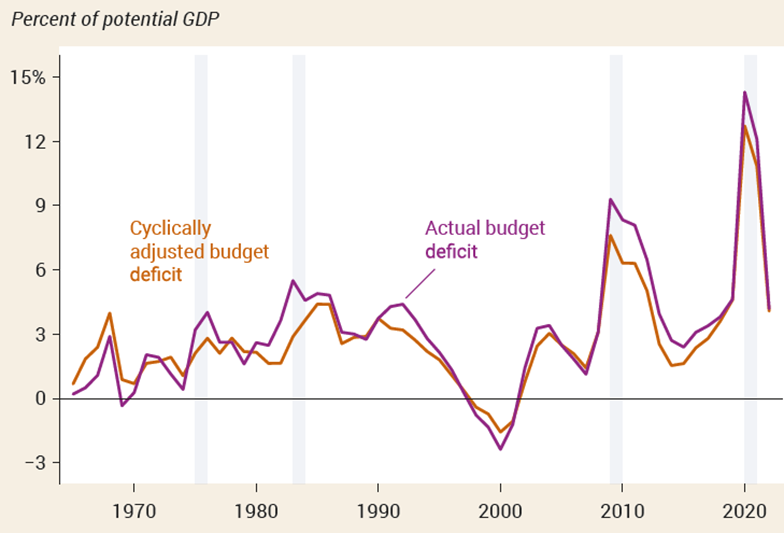 Percent of potential GDP
15%
12
9
6
3
0
−3
Cyclically
adjusted budget
deficit
Actual budget
deficit
1970
1980
1990
2000
2010
2020